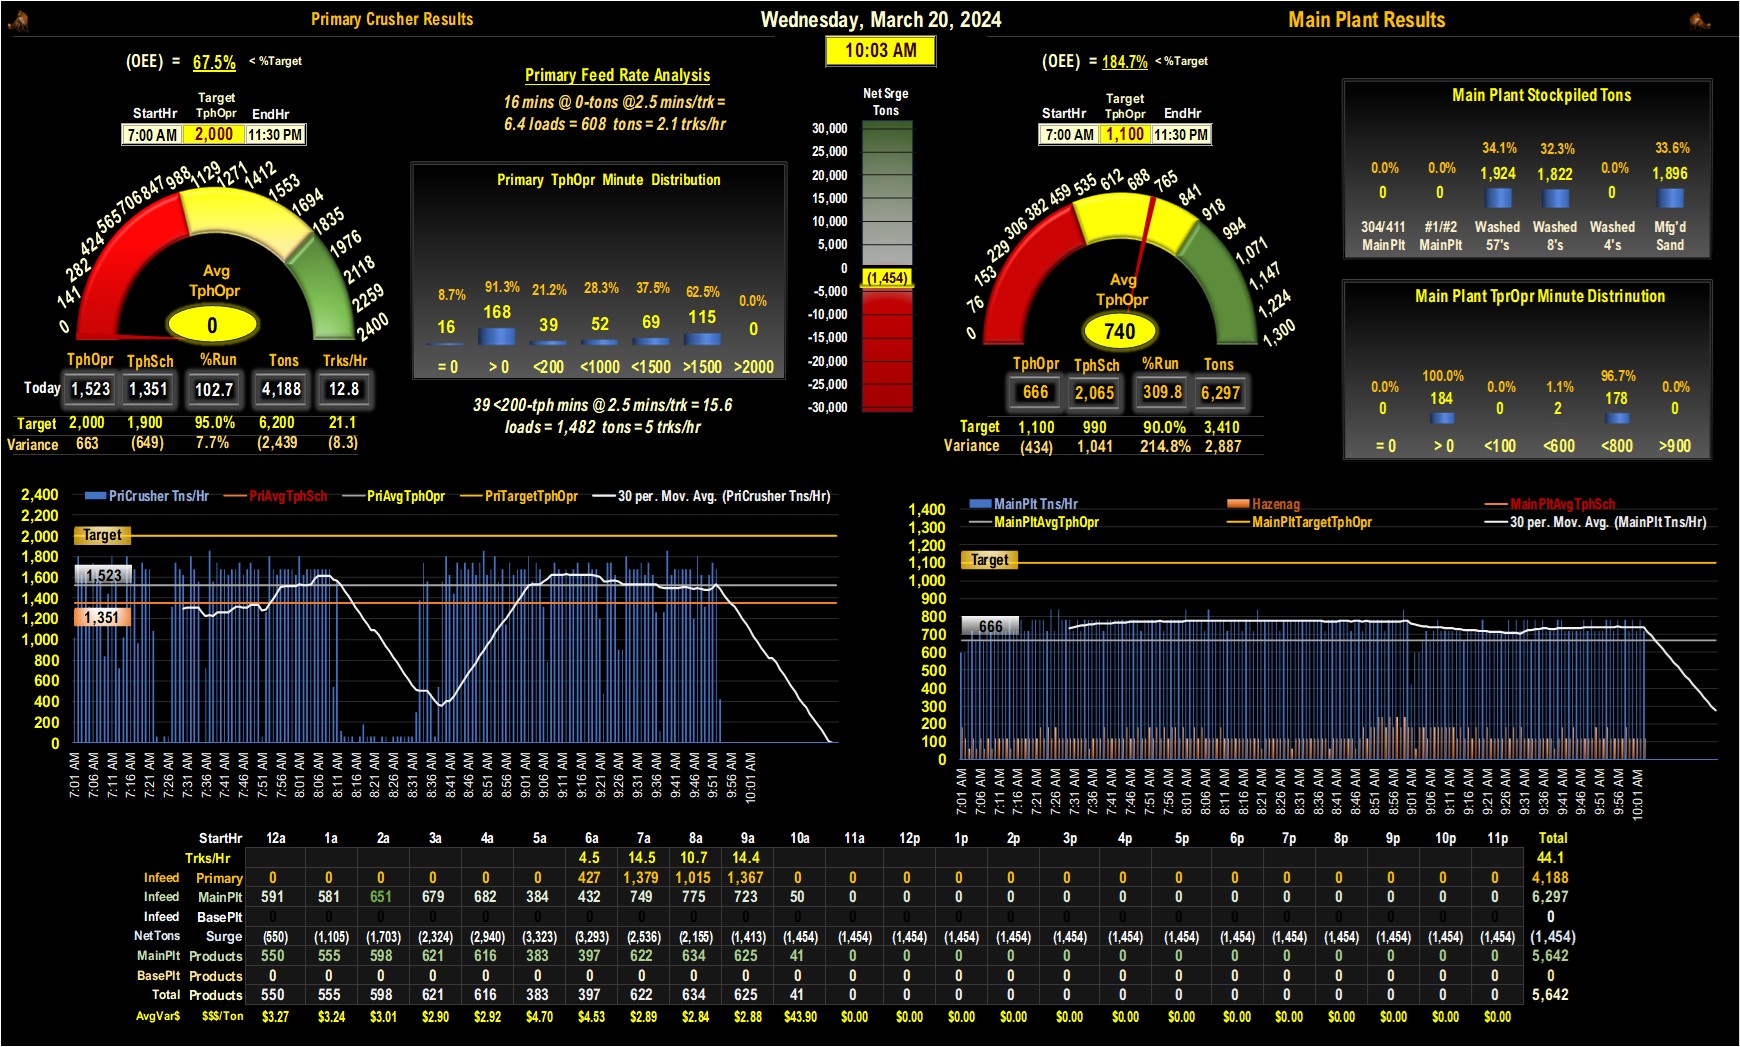 Primary Crusher Results
Wednesday, March 20, 2024
Main Plant Results
10:03 AM
(OEE) = 67.5% < %Target
StartHr Target TphOpr EndHr
7:00 AM 2,000 11:30 PM
0 141 282 424 565 706 847 988 1129 1271 1412 1553 1694 1835 1976 2118 2259 2400
Avg
TphOpr
0
TphOpr TphSch %Run Tons Trks/Hr
Today 1,523 1,351 102.7 4,188 12.8
Target 2,000 1,900 95.0% 6,200 21.1
Variance 663 (649) 7.7% (2,439) (8.3)
Primary Feed Rate Analysis
16 mins @ 0-tons @2.5 mins/trk =
6.4 loads = 608 tons = 2.1 trks/hr
Primary TphOpr Minute Distribution
8.7% 91.3% 21.2% 28.3% 37.5% 62.5% 0.0%
16 168 39 52 69 115 0
= 0 > 0 <200 <1000 <1500 >1500 >2000
39 <200-tph mins @ 2.5 mins/trk = 15.6
loads = 1,482 tons = 5 trks/hr
Net Srge
Tons
30,000
25,000
20,000
15,000
10,000
5,000
0
(1,454)
-5,000
-10,000
-15,000
-20,000
-25,000
-30,000
(OEE) = 184.7% < %Target
StartHr Target TphOpr EndHr
7:00 AM 1,100 11:30 PM
0 76 153 229 306 382 459 535 612 688 765 841 918 994 1,071 1,147 1,224 1,300
Avg
TphOpr
740
TphOpr TphSch %Run Tons
666 2,065 309.8 6,297
Target 1,100 990 90.0% 3,410
Variance (434) 1,041 214.8% 2,887
Main Plant Stockpiled Tons
0.0% 0.0% 34.1% 32.3% 0.0% 33.6%
0 0 1,924 1,822 0 1,896
304/411 #1/#2 Washed Washed Washed Mfg'd
MainPlt MainPlt 57's 8's 4's Sand
Main Plant TprOpr Minute Distrinution
0.0% 100.0% 0.0% 1.1% 96.7% 0.0%
0 184 0 2 178 0
= 0 > 0 <100 <600 <800 >900
PriCrusher Tns/Hr PriAvgTphSch PriAvgTphOpr PriTargetTphOpr 30 per. Mov. Avg. (PriCrusher Tns/Hr)
2,400
2,200
2,000
1,800
1,600
1,400
1,200
1,000
800
600
400
200
0
Target
1,523
1,351
7:01 AM 7:06 AM 7:11 AM 7:16 AM 7:21 AM 7:26 AM 7:31 AM 7:36 AM 7:41 AM 7:46 AM 7:51 AM 7:56 AM 8:01 AM 8:06 AM 8:11 AM 8:16 AM 8:21 AM 8:26 AM 8:31 AM 8:36 AM 8:41 AM 8:46 AM 8:51 AM 8:56 AM 9:01 AM 9:06 AM 9:11 AM 9:16 AM 9:21 AM 9:26 AM 9:31 AM 9:36 AM 9:41 AM 9:46 AM 9:51 AM 9:56 AM 10:01 AM
MainPlt Tns/Hr Hazenag MainPltAvgTphSch
MainPltAvgTphOpr MainPltTargetTphOpr 30 per. Mov. Avg. (MainPlt Tns/Hr)
1,400
1,300
1,200
1,100
1,000
900
800
700
600
500
400
300
200
100
0
Target
666
7:01 AM 7:06 AM 7:11 AM 7:16 AM 7:21 AM 7:26 AM 7:31 AM 7:36 AM 7:41 AM 7:46 AM 7:51 AM 7:56 AM 8:01 AM 8:06 AM 8:11 AM 8:16 AM 8:21 AM 8:26 AM 8:31 AM 8:36 AM 8:41 AM 8:46 AM 8:51 AM 8:56 AM 9:01 AM 9:06 AM 9:11 AM 9:16 AM 9:21 AM 9:26 AM 9:31 AM 9:36 AM 9:41 AM 9:46 AM 9:51 AM 9:56 AM 10:01 AM
StartHr 12a 1a 2a 3a 4a 5a 6a 7a 8a 9a 10a 11a 12p 1p 2p 3p 4p 5p 6p 7p 8p 9p 10p 11p Total
Trks/Hr 4.5 14.5 10.7 14.4 44.1
Infeed Primary 0 0 0 0 0 0 427 1,379 1,015 1,367 0 0 0 0 0 0 0 0 0 0 0 0 0 0 4,188
Infeed MainPlt 591 581 651 679 682 384 432 749 775 723 50 0 0 0 0 0 0 0 0 0 0 0 0 0 6,297
Infeed BasePlt 0 0 0 0 0 0 0 0 0 0 0 0 0 0 0 0 0 0 0 0 0 0 0 0 0
NetTons Surge (550) (1,105) (1,703) (2,324) (2,940) (3,323) (3,293) (2,536) (2,155) (1,413) (1,454) (1,454) (1,454) (1,454) (1,454) (1,454) (1,454) (1,454) (1,454) (1,454) (1,454) (1,454) (1,454) (1,454) (1,454)
MainPlt Products 550 555 598 621 616 383 397 622 634 625 41 0 0 0 0 0 0 0 0 0 0 0 0 0 5,642
BasePlt Products 0 0 0 0 0 0 0 0 0 0 0 0 0 0 0 0 0 0 0 0 0 0 0 0 0
Total Products 550 555 598 621 616 383 397 622 634 625 41 0 0 0 0 0 0 0 0 0 0 0 0 0 5,642
AvgVar$ $$$/Ton $3.27 $3.24 $3.01 $2.90 $2.92 $4.70 $4.53 $2.89 $2.84 $2.88 $43.90 $0.00 $0.00 $0.00 $0.00 $0.00 $0.00 $0.00 $0.00 $0.00 $0.00 $0.00 $0.00 $0.00